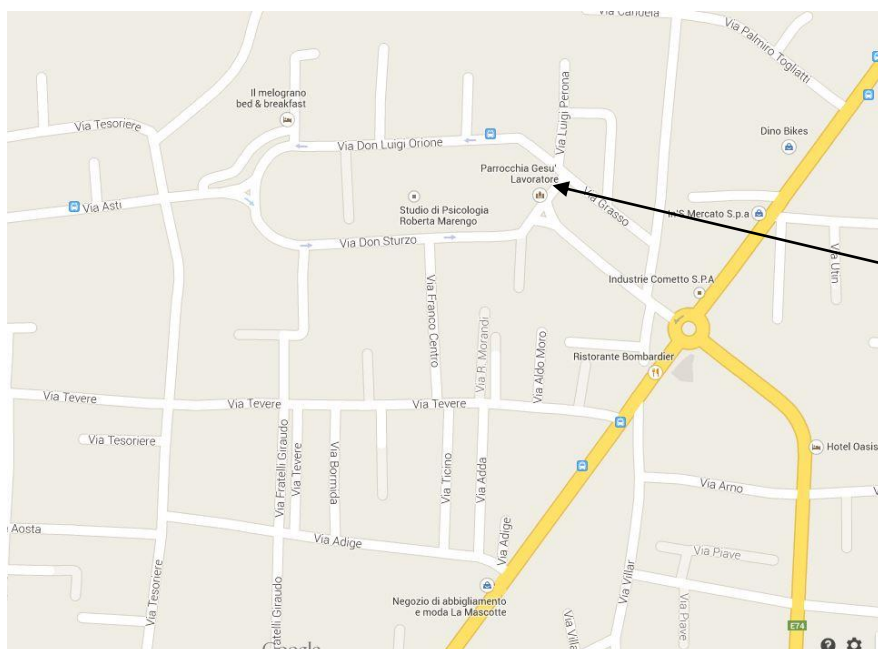 Via Candela
Via Palmiro Togliatti
Il melograno
bed & breakfast
Via Luigi Perona
Via Tesoriere
Dino Bikes
Via Don Luigi Orione
Parrocchia Gesu'
Lavoratore
Via Grasso
Via Asti
Studio di Psicologia
Roberta Marengo
In'S Mercato S.p.a
Via Don Sturzo
Via Utin
Industrie Cometto S.P.A
Via Franco Centro
Via R. Morandi
Via Aldo Moro
Ristorante Bombardier
Via Tevere
Via Tevere
Via Tevere
Via Tesoriere
Via Fratelli Giraudo
Via Tevere
Via Bormida
Via Ticino
Via Adda
Hotel Oasis
Via Arno
Aosta
Via Adige
Via Adige
Via Piave
Via Tesoriere
Via Villar
Negozio di abbigliamento
e moda La Mascotte
Via Piave
E74
Google